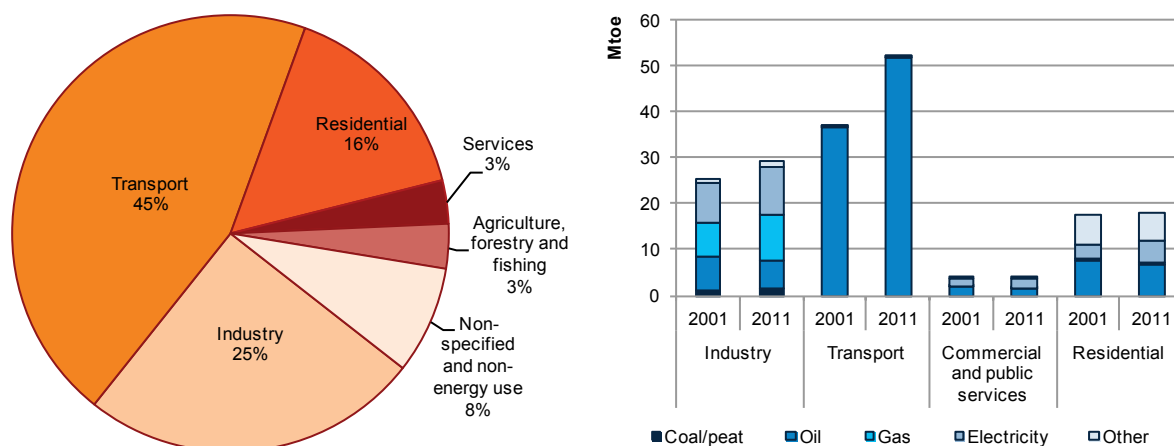 Residential
16%
Services
3%
Transport
45%
Agriculture,
forestry and
fishing
3%
Industry
25%
Non-
specified
and non-
energy use
8%
Mtoe
60
50
40
30
20
10
0
2001 2011 2001 2011 2001 2011 2001 2011
Industry Transport Commercial Residential
and public
services
Coal/peat Oil Gas Electricity Other